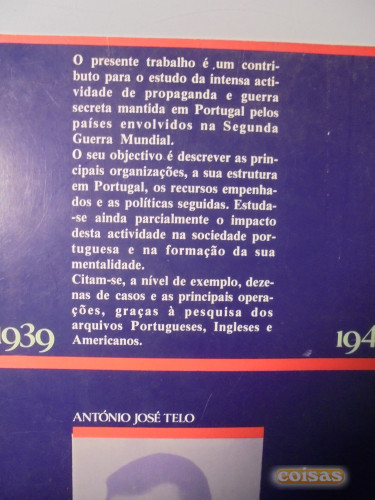 O presente trabalho é um contri-
buto para o estudo da intensa acti-
vidade de propaganda e guerra
secreta mantida em Portugal pelos
países envolvidos na Segunda
Guerra Mundial.
O seu objectivo é descrever as prin-
cipais organizações, a sua estrutura
em Portugal, os recursos empenha-
dos e as políticas seguidas. Estuda-
-se ainda parcialmente o impacto
desta actividade na sociedade por-
tuguesa e na formação da sua
mentalidade.
Citam-se, a nível de exemplo, deze-
nas de casos e as principais opera-
ções, graças à pesquisa dos
arquivos Portugueses, Ingleses e
Americanos.
1939 194
ANTÓNIO JOSÉ TELO
coisas